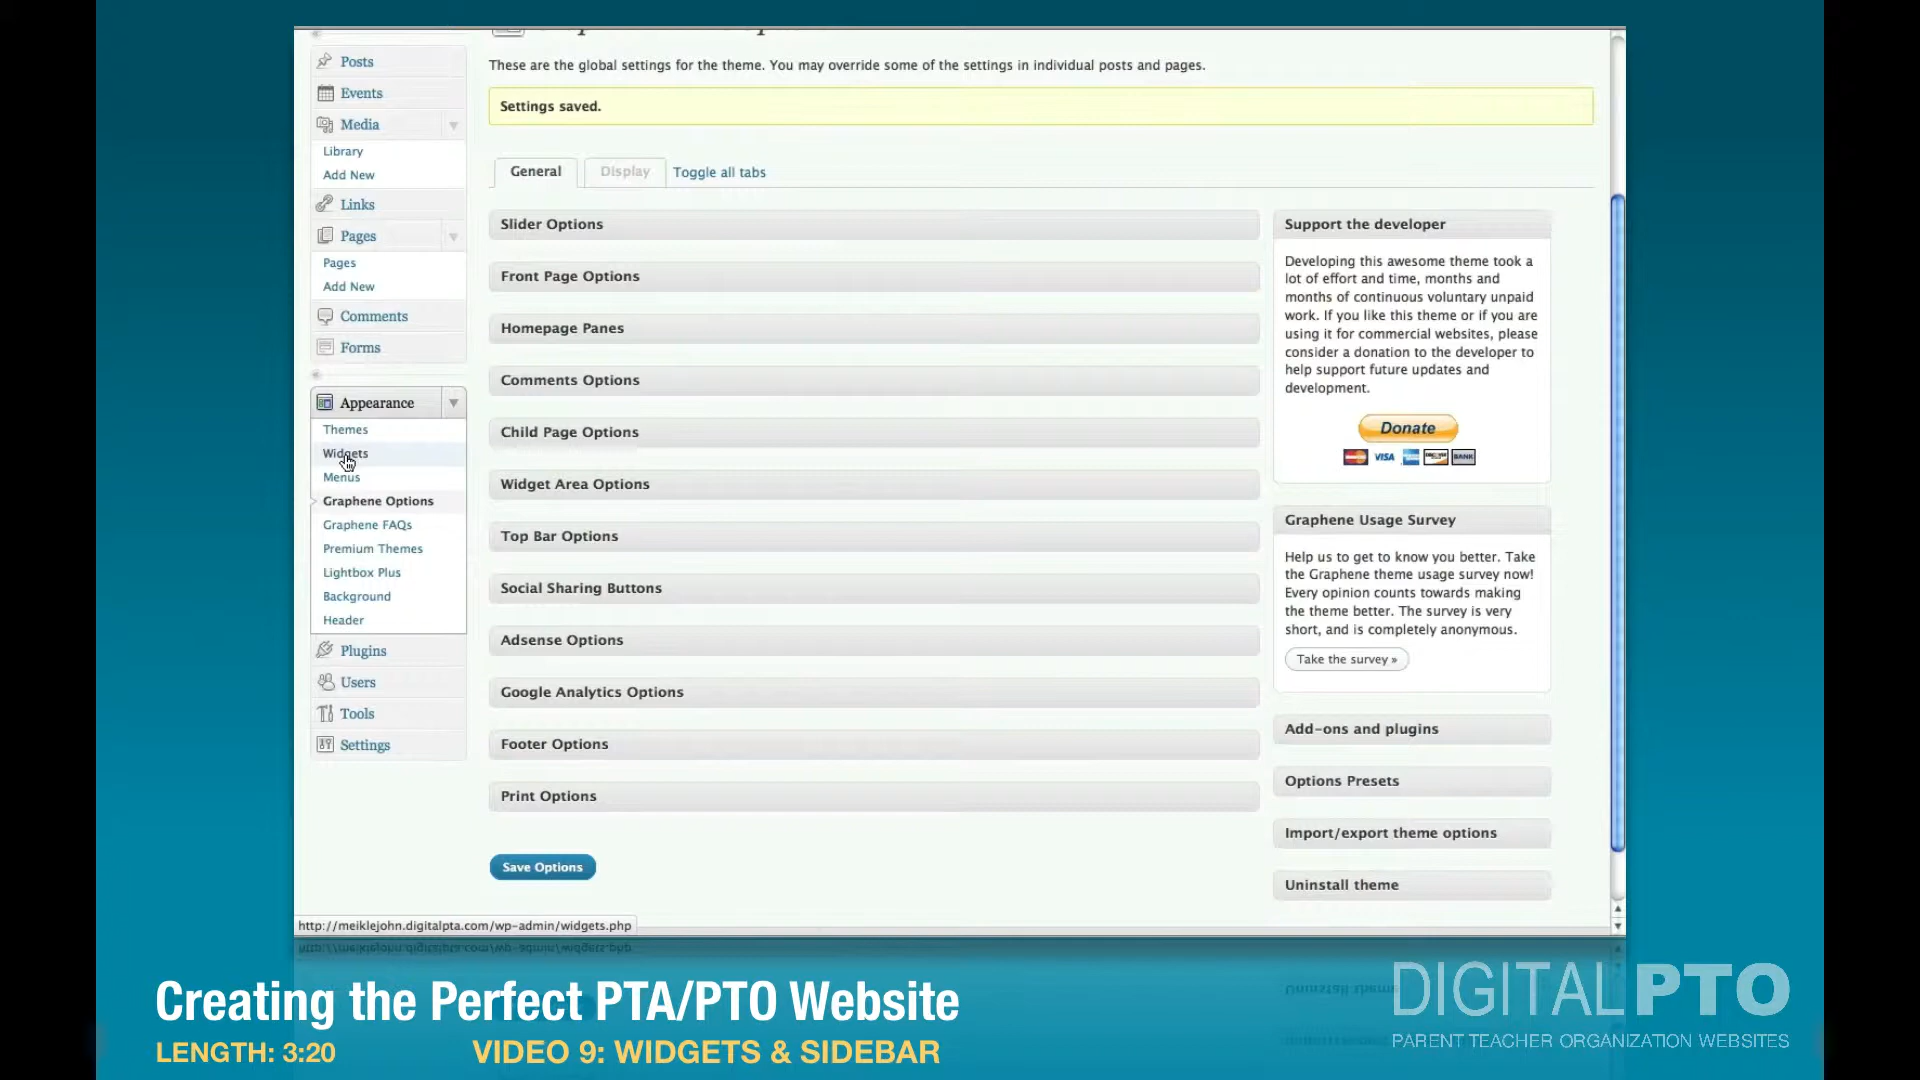 Posts
Events
Media
Library
Add New
Links
Pages
Pages
Add New
Comments
Forms
Appearance
Themes
Widgets
Menus
Graphene Options
Graphene FAQs
Premium Themes
Lightbox Plus
Background
Header
Plugins
Users
Tools
Settings
These are the global settings for the theme. You may override some of the settings in individual posts and pages.
Settings saved.
General
Display
Toggle all tabs
Slider Options
Front Page Options
Homepage Panes
Comments Options
Child Page Options
Widget Area Options
Top Bar Options
Social Sharing Buttons
Adsense Options
Google Analytics Options
Footer Options
Print Options
Save Options
Support the developer
Developing this awesome theme took a
lot of effort and time, months and
months of continuous voluntary unpaid
work. If you like this theme or if you are
using it for commercial websites, please
consider a donation to the developer to
help support future updates and
development.
Donate
VISA
BANK
Graphene Usage Survey
Help us to get to know you better. Take
the Graphene theme usage survey now!
Every opinion counts towards making
the theme better. The survey is very
short, and is completely anonymous.
Take the survey »
Add-ons and plugins
Options Presets
Import/export theme options
Uninstall theme
http://meiklejohn.digitalpta.com/wp-admin/widgets.php
Creating the Perfect PTA/PTO Website
LENGTH: 3:20
VIDEO 9: WIDGETS & SIDEBAR
DIGITALPTO
PARENT TEACHER ORGANIZATION WEBSITES